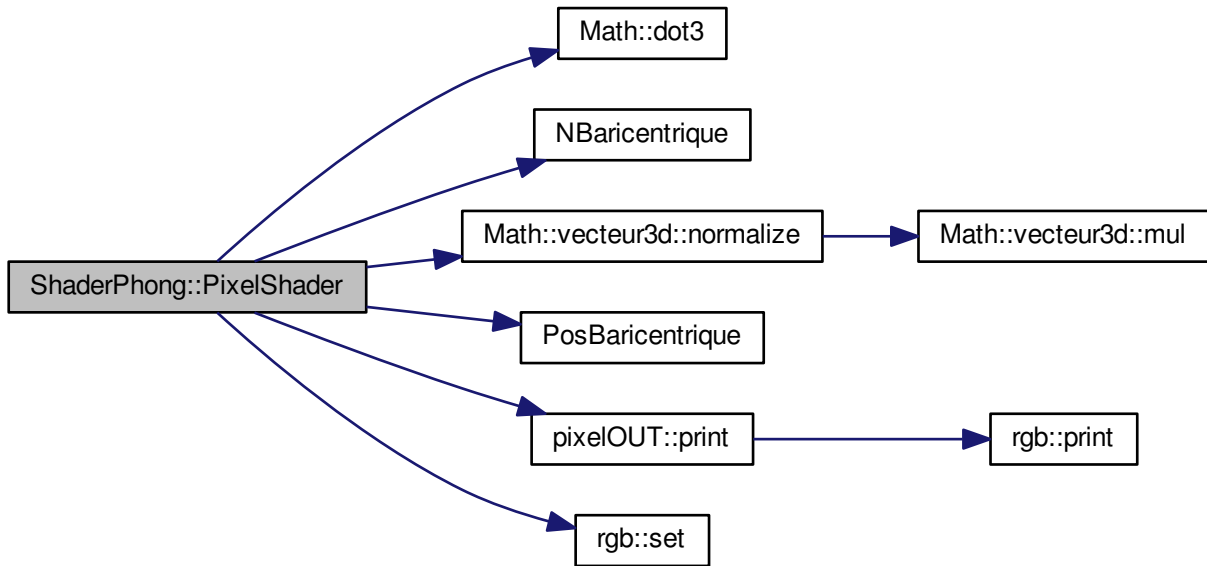 Math::dot3
NBaricentrique
Math::vecteur3d::normalize
Math::vecteur3d::mul
ShaderPhong::PixelShader
PosBaricentrique
pixelOUT::print
rgb::print
rgb::set